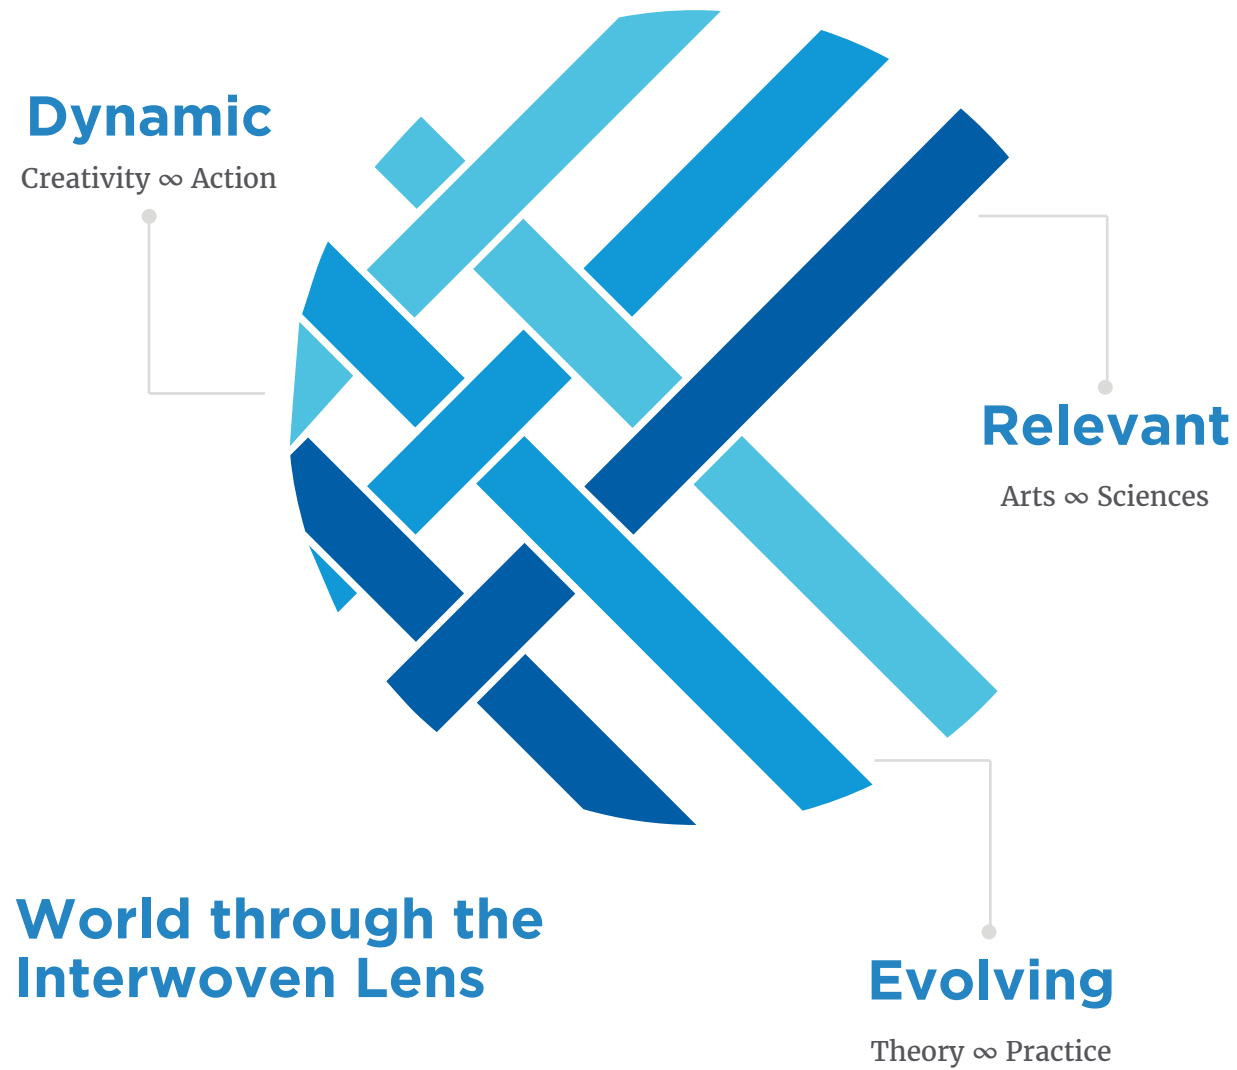 Dynamic
Creativity ∞ Action
Relevant
Arts ∞ Sciences
World through the
Interwoven Lens
Evolving
Theory ∞ Practice